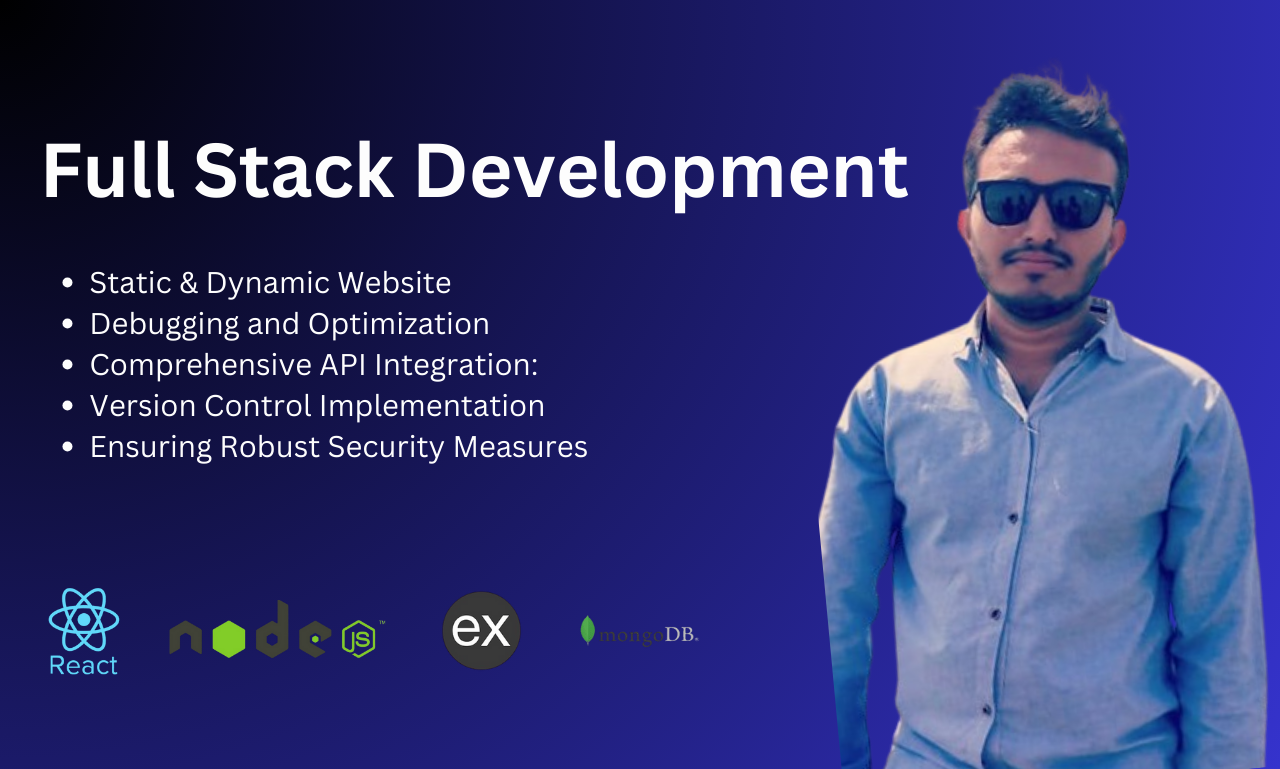 Full Stack Development
• Static & Dynamic Website
• Debugging and Optimization
• Comprehensive API Integration:
• Version Control Implementation
• Ensuring Robust Security Measures
React
node JS ™
ex
mongoDB.